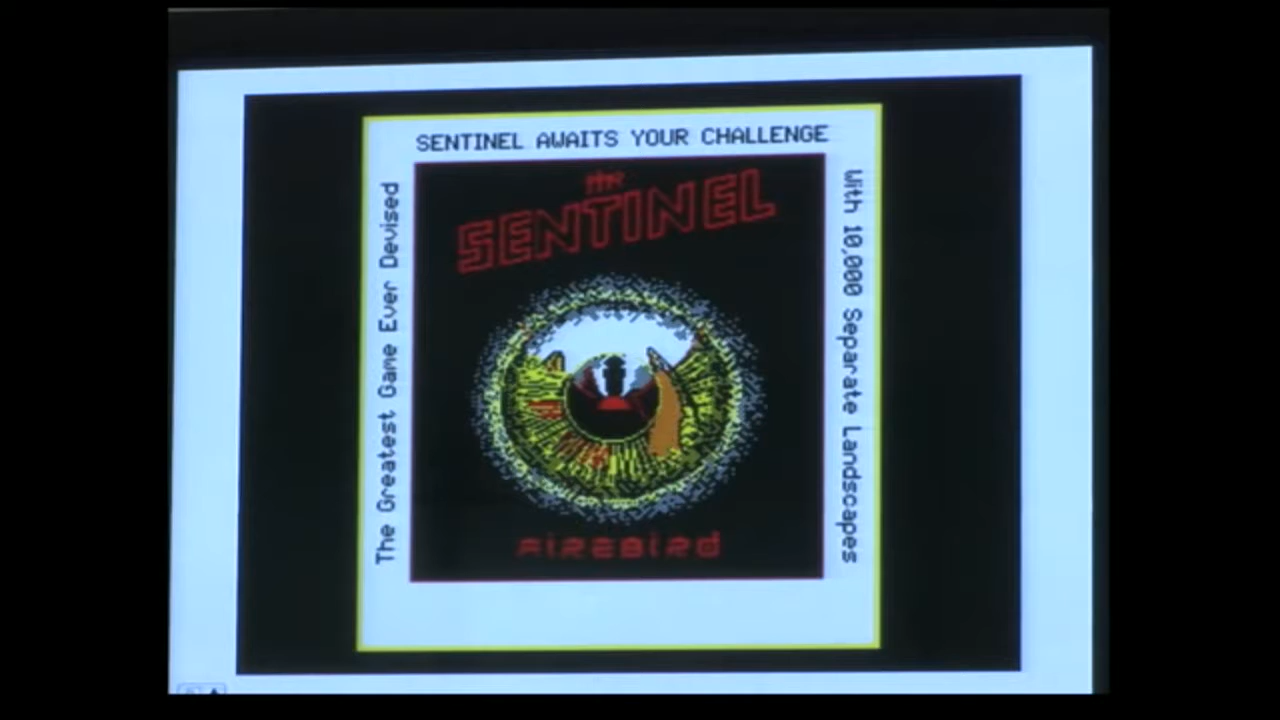 SENTINEL AWAITS YOUR CHALLENGE
The Greatest Game Ever Devised
With 10,000 Separate Landscapes
THE
SENTINEL
FIREBIRD